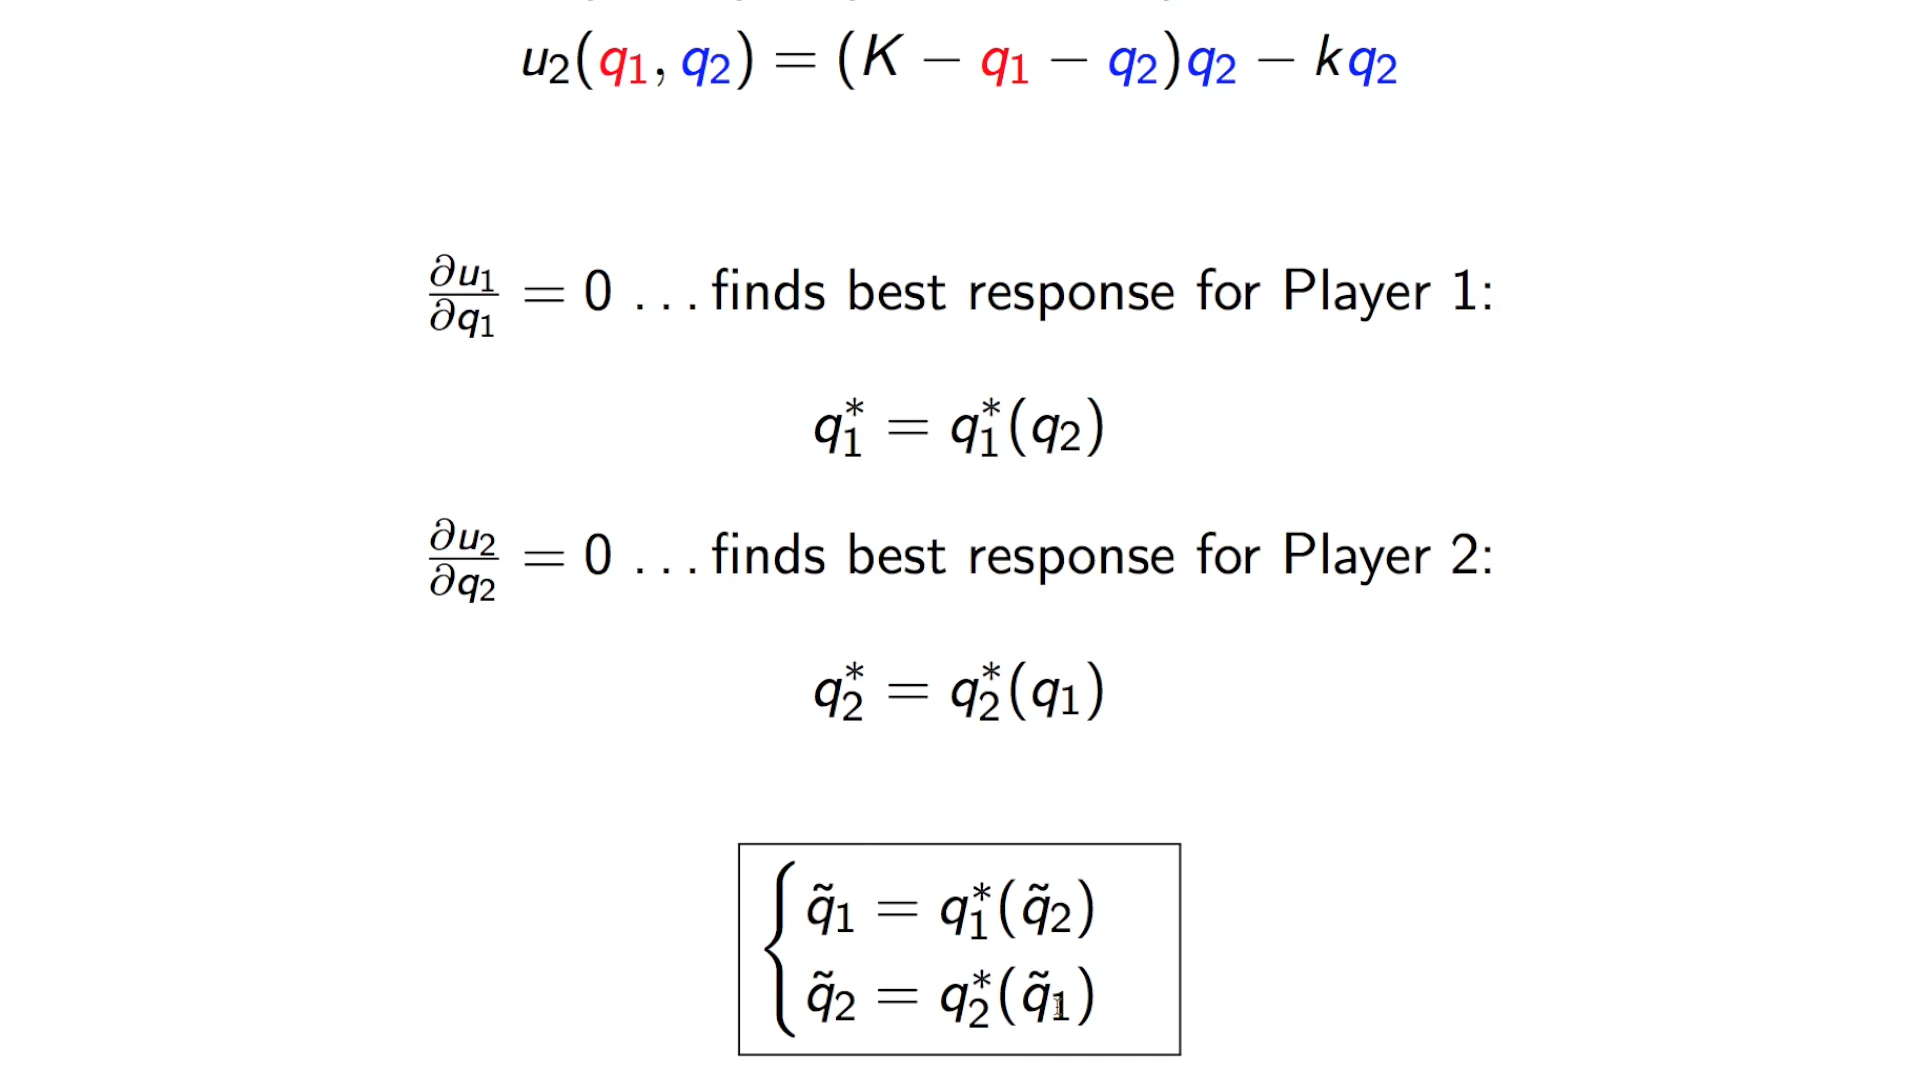 u₂(q₁, q₂) = (K − q₁ − q₂)q₂ − kq₂
∂u₁/∂q₁ = 0 . . . finds best response for Player 1:
q₁* = q₁*(q₂)
∂u₂/∂q₂ = 0 . . . finds best response for Player 2:
q₂* = q₂*(q₁)
{ q̃₁ = q₁*(q̃₂)
q̃₂ = q₂*(q̃₁)